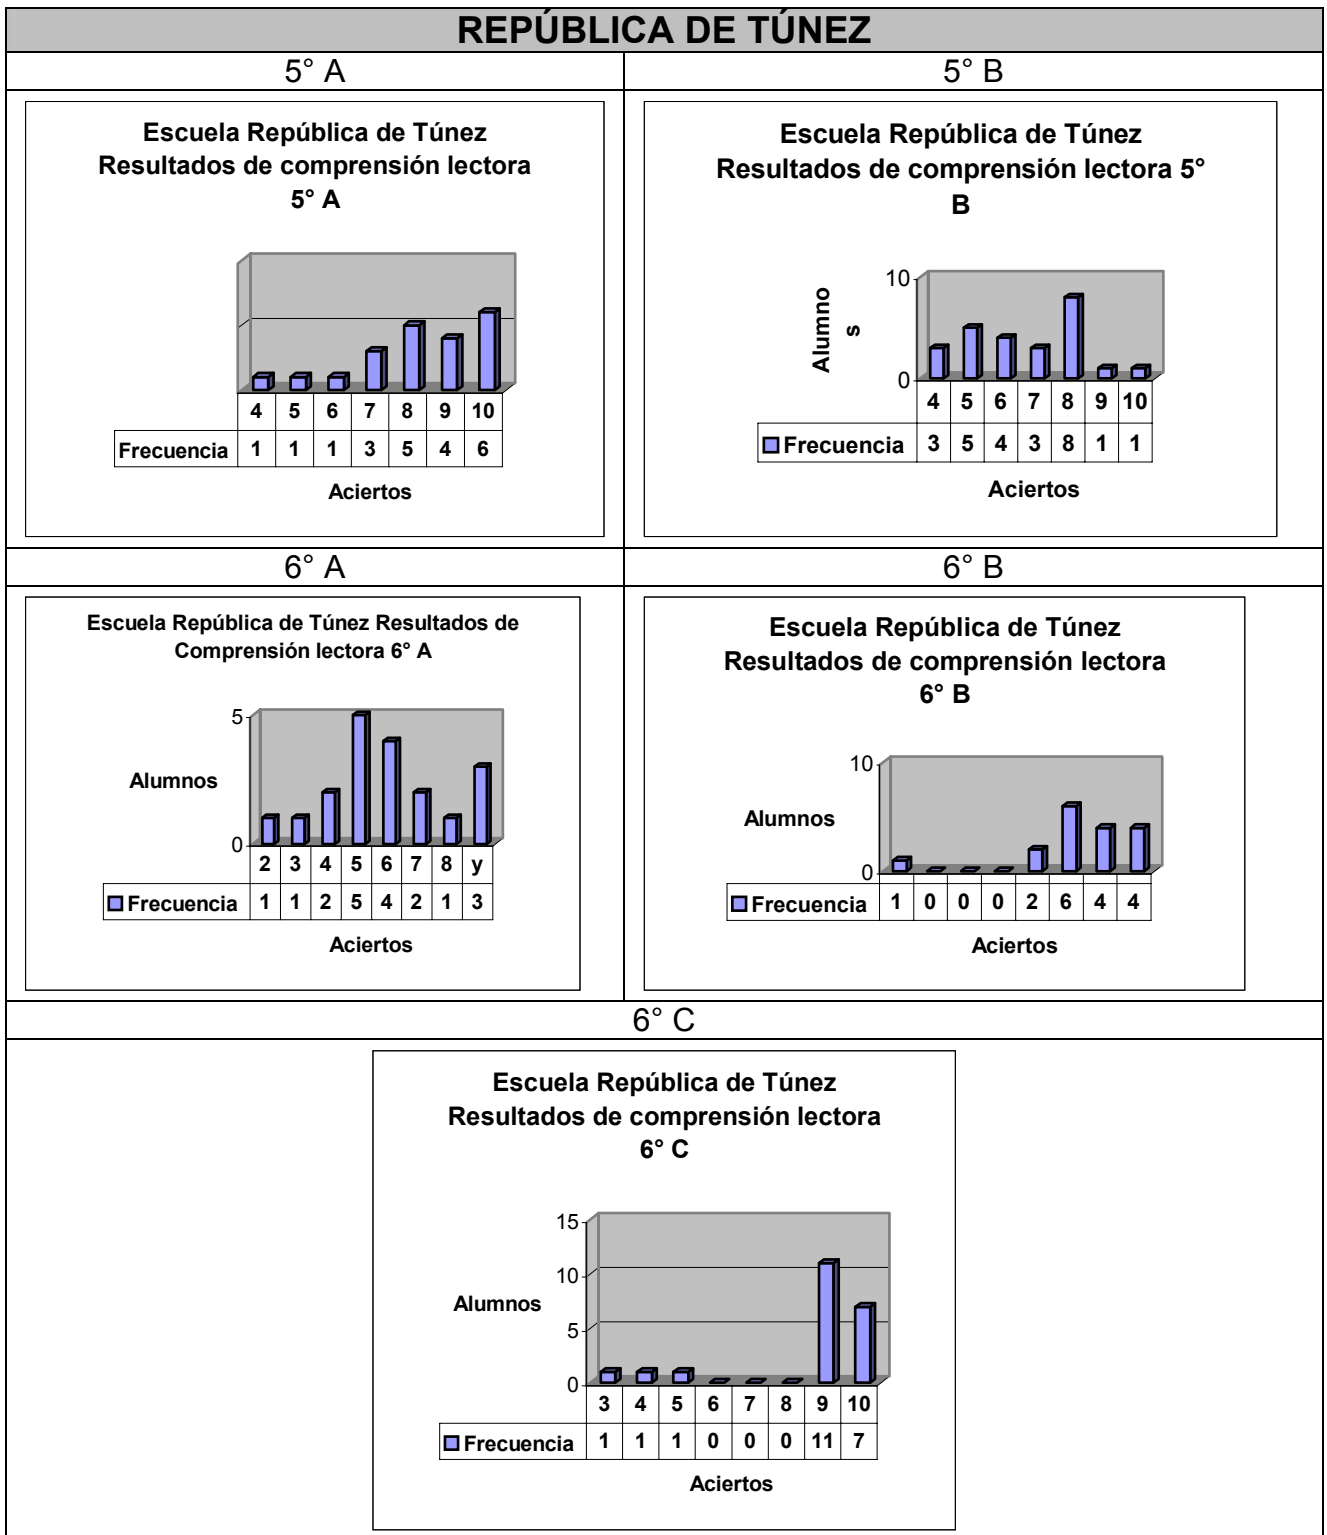 REPÚBLICA DE TÚNEZ
5° A
5° B
Escuela República de Túnez
Resultados de comprensión lectora
5° A
4 5 6 7 8 9 10
Frecuencia 1 1 1 3 5 4 6
Aciertos
Escuela República de Túnez
Resultados de comprensión lectora 5°
B
Alumno
s
10
0
4 5 6 7 8 9 10
Frecuencia 3 5 4 3 8 1 1
Aciertos
6° A
6° B
Escuela República de Túnez Resultados de
Comprensión lectora 6° A
Alumnos
5
0
2 3 4 5 6 7 8 y
Frecuencia 1 1 2 5 4 2 1 3
Aciertos
Escuela República de Túnez
Resultados de comprensión lectora
6° B
Alumnos
10
0
Frecuencia 1 0 0 0 2 6 4 4
Aciertos
6° C
Escuela República de Túnez
Resultados de comprensión lectora
6° C
Alumnos
15
10
5
0
3 4 5 6 7 8 9 10
Frecuencia 1 1 1 0 0 0 11 7
Aciertos